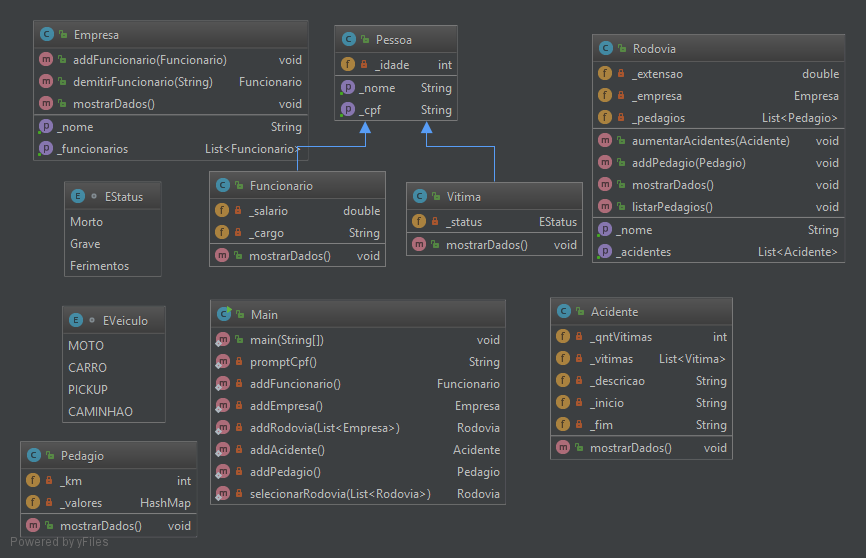 Empresa
addFuncionario(Funcionario) void
demitirFuncionario(String) Funcionario
mostrarDados() void
_nome String
_funcionarios List<Funcionario>
Pessoa
_idade int
_nome String
_cpf String
Rodovia
_extensao double
_empresa Empresa
_pedagios List<Pedagio>
aumentarAcidentes(Acidente) void
addPedagio(Pedagio) void
mostrarDados() void
listarPedagios() void
_nome String
_acidentes List<Acidente>
EStatus
Morto
Grave
Ferimentos
Funcionario
_salario double
_cargo String
mostrarDados() void
Vitima
_status EStatus
mostrarDados() void
EVeiculo
MOTO
CARRO
PICKUP
CAMINHAO
Main
main(String[]) void
promptCpf() String
addFuncionario() Funcionario
addEmpresa() Empresa
addRodovia(List<Empresa>) Rodovia
addAcidente() Acidente
addPedagio() Pedagio
selecionarRodovia(List<Rodovia>) Rodovia
Acidente
_qntVitimas int
_vitimas List<Vitima>
_descricao String
_inicio String
_fim String
mostrarDados() void
Pedagio
_km int
_valores HashMap
mostrarDados() void
Powered by yFiles